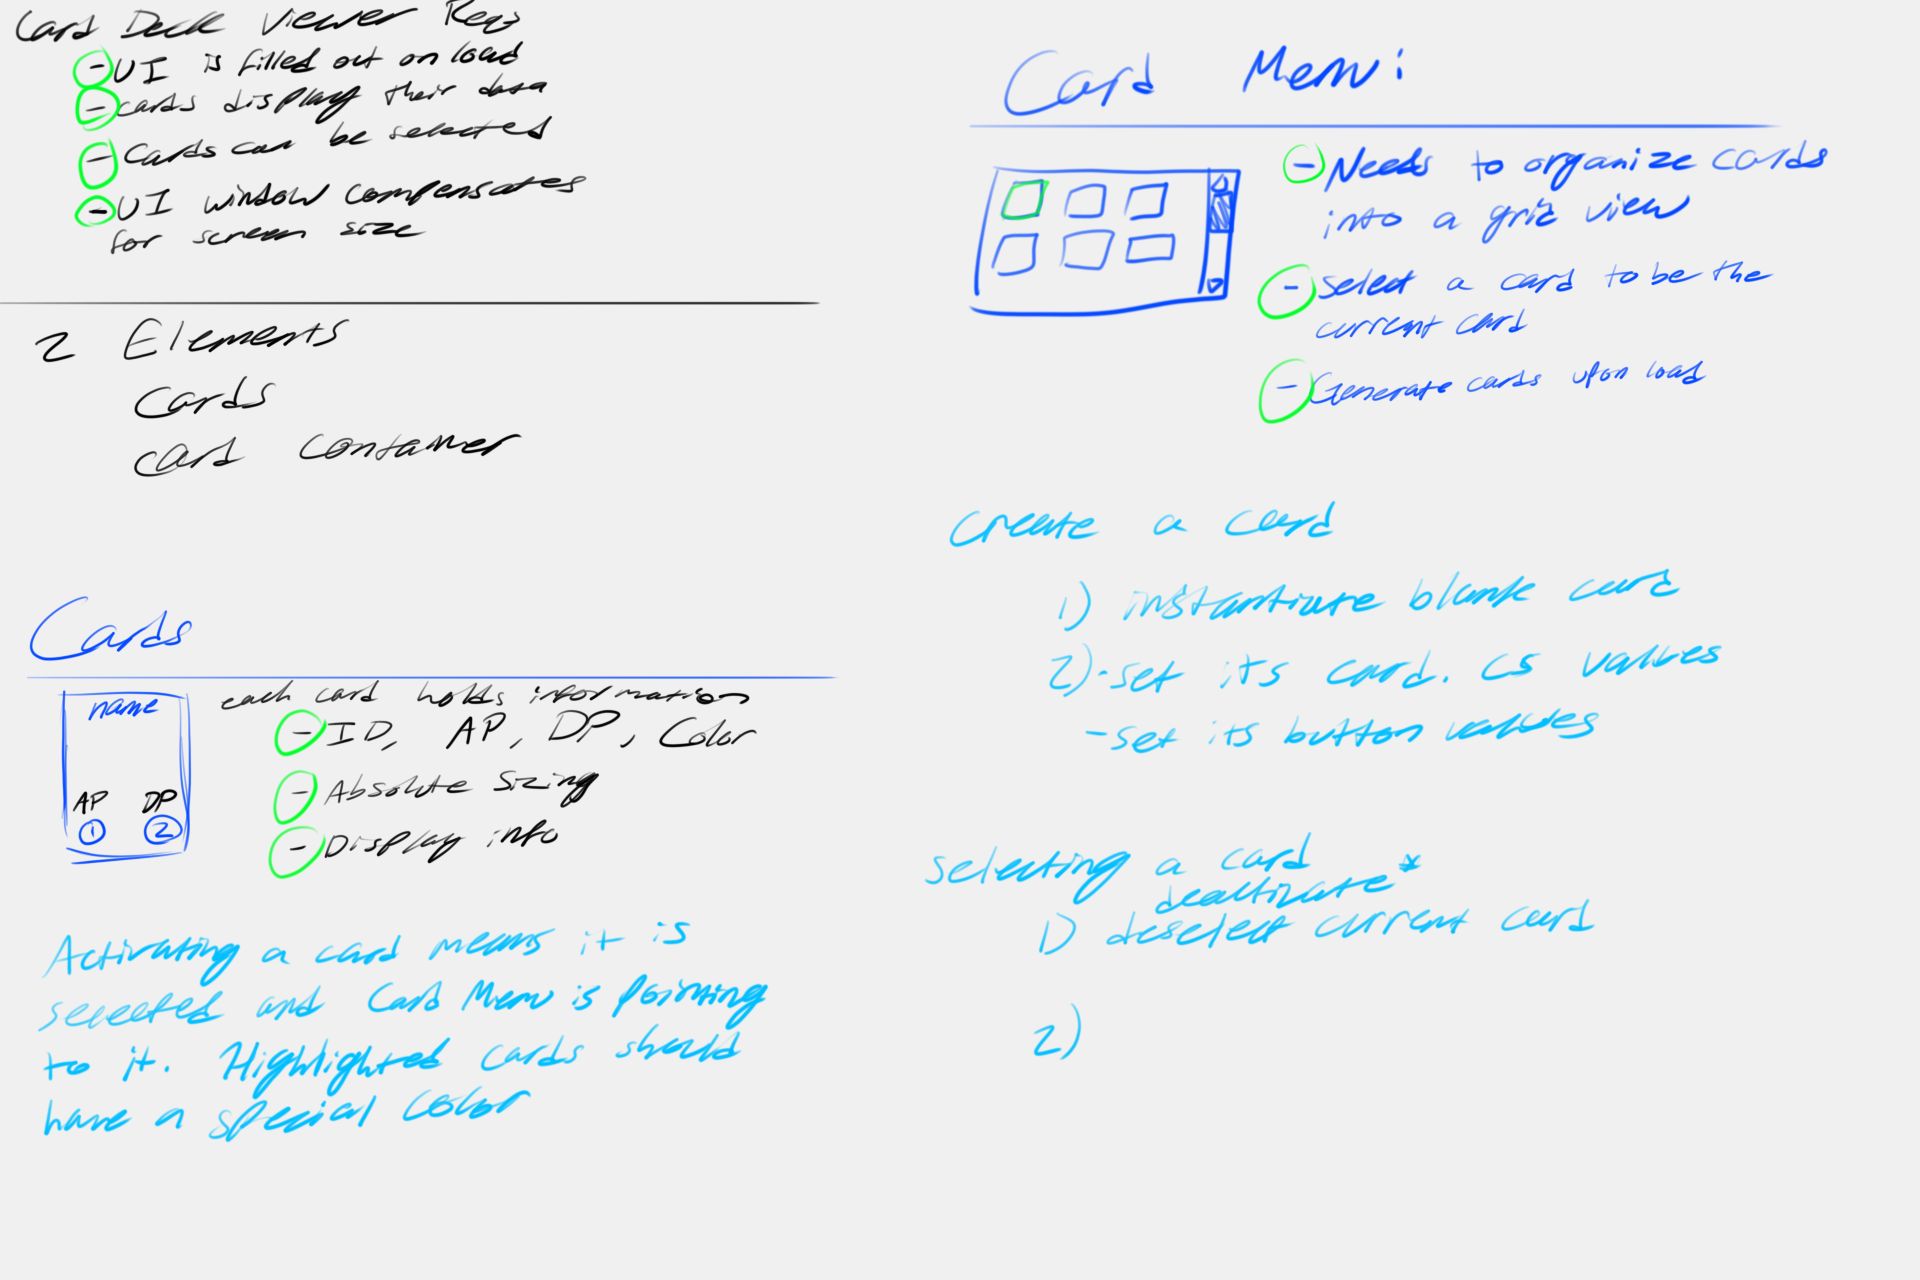 Card Deck Viewer Reqs
- UI is filled out on load
- cards display their data
- Cards can be selected
- UI window compensates
for screen size
2 Elements
Cards
card container
Cards
name
AP DP
1 2
each card holds information
- ID, AP, DP, Color
- Absolute sizing
- Display info
Activating a card means it is
selected and Card Menu is pointing
to it. Highlighted cards should
have a special color
Card Menu:
- Needs to organize cards
into a grid view
- select a card to be the
current card
- Generate cards upon load
Create a card
1) instantiate blank card
2) - set its card.cs values
- set its button values
selecting a card
deactivate*
1) deselect current card
2)